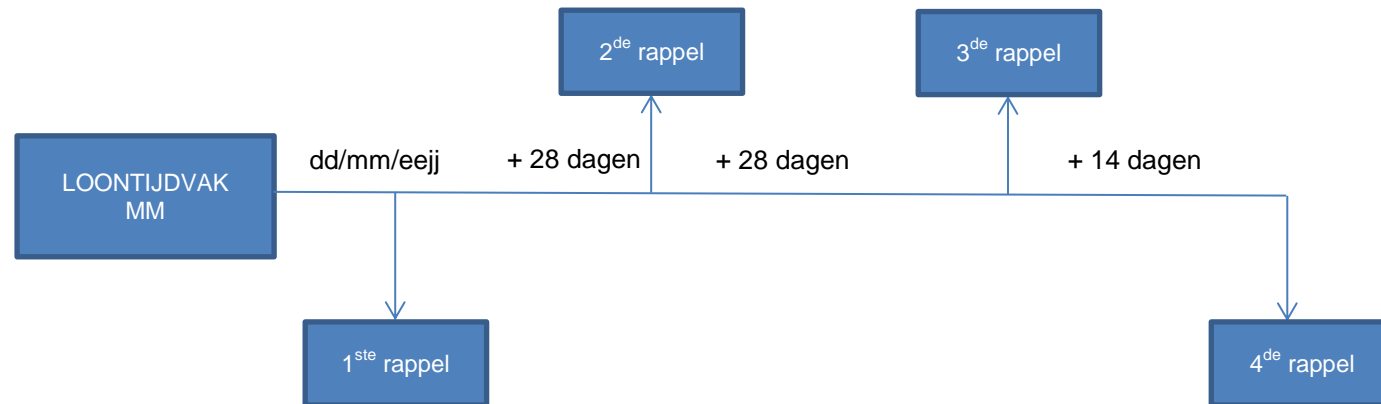 2de rappel
3de rappel
dd/mm/eejj
+ 28 dagen
+ 28 dagen
+ 14 dagen
LOONTIJDVAK
MM
1ste rappel
4de rappel